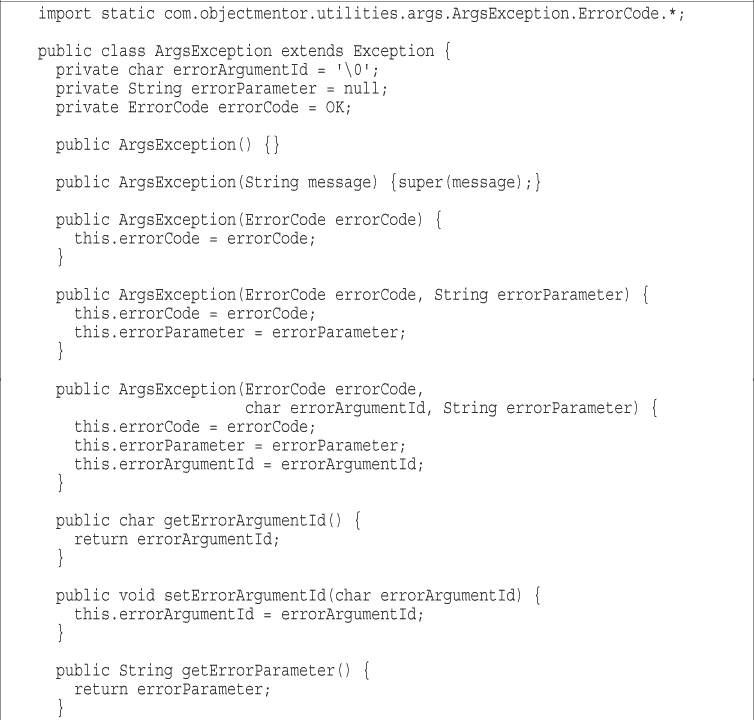 import static com.objectmentor.utilities.args.ArgsException.ErrorCode.*;

public class ArgsException extends Exception {
  private char errorArgumentId = '\0';
  private String errorParameter = null;
  private ErrorCode errorCode = OK;

  public ArgsException() {}

  public ArgsException(String message) {super(message);}

  public ArgsException(ErrorCode errorCode) {
    this.errorCode = errorCode;
  }

  public ArgsException(ErrorCode errorCode, String errorParameter) {
    this.errorCode = errorCode;
    this.errorParameter = errorParameter;
  }

  public ArgsException(ErrorCode errorCode,
                       char errorArgumentId, String errorParameter) {
    this.errorCode = errorCode;
    this.errorParameter = errorParameter;
    this.errorArgumentId = errorArgumentId;
  }

  public char getErrorArgumentId() {
    return errorArgumentId;
  }

  public void setErrorArgumentId(char errorArgumentId) {
    this.errorArgumentId = errorArgumentId;
  }

  public String getErrorParameter() {
    return errorParameter;
  }